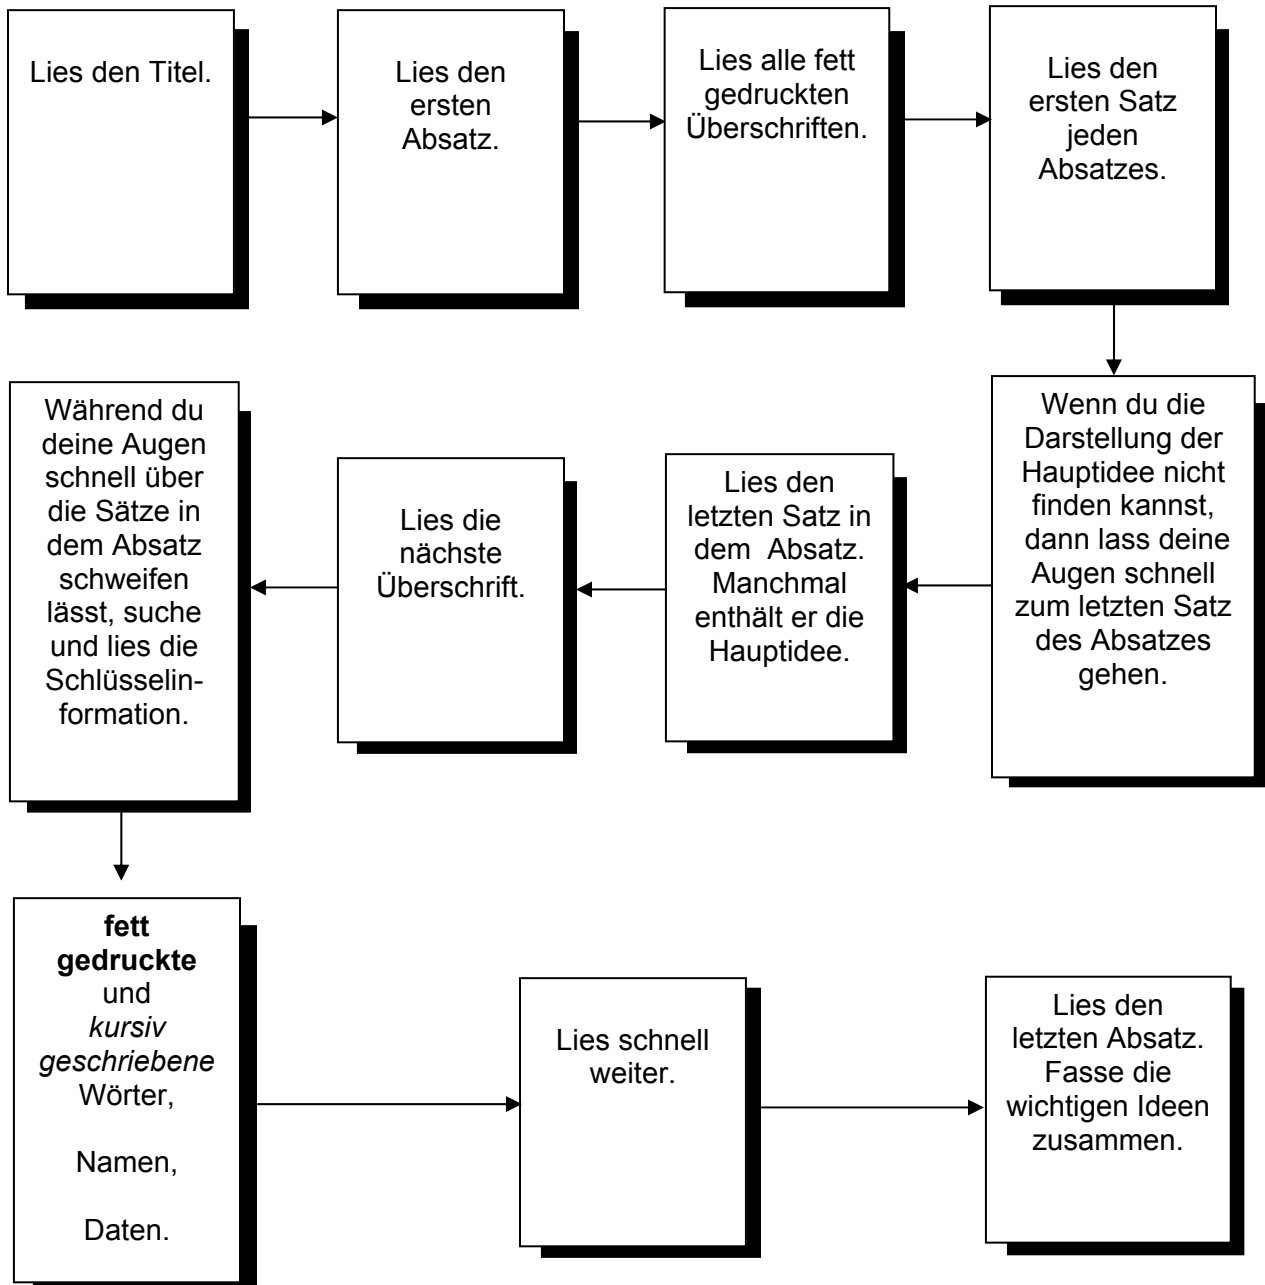 Lies den Titel.
Lies den
ersten
Absatz.
Lies alle fett
gedruckten
Überschriften.
Lies den
ersten Satz
jeden
Absatzes.
Wenn du die
Darstellung der
Hauptidee nicht
finden kannst,
dann lass deine
Augen schnell
zum letzten Satz
des Absatzes
gehen.
Lies den
letzten Satz in
dem Absatz.
Manchmal
enthält er die
Hauptidee.
Lies die
nächste
Überschrift.
Während du
deine Augen
schnell über
die Sätze in
dem Absatz
schweifen
lässt, suche
und lies die
Schlüsselin-
formation.
fett
gedruckte
und
kursiv
geschriebene
Wörter,
Namen,
Daten.
Lies schnell
weiter.
Lies den
letzten Absatz.
Fasse die
wichtigen Ideen
zusammen.